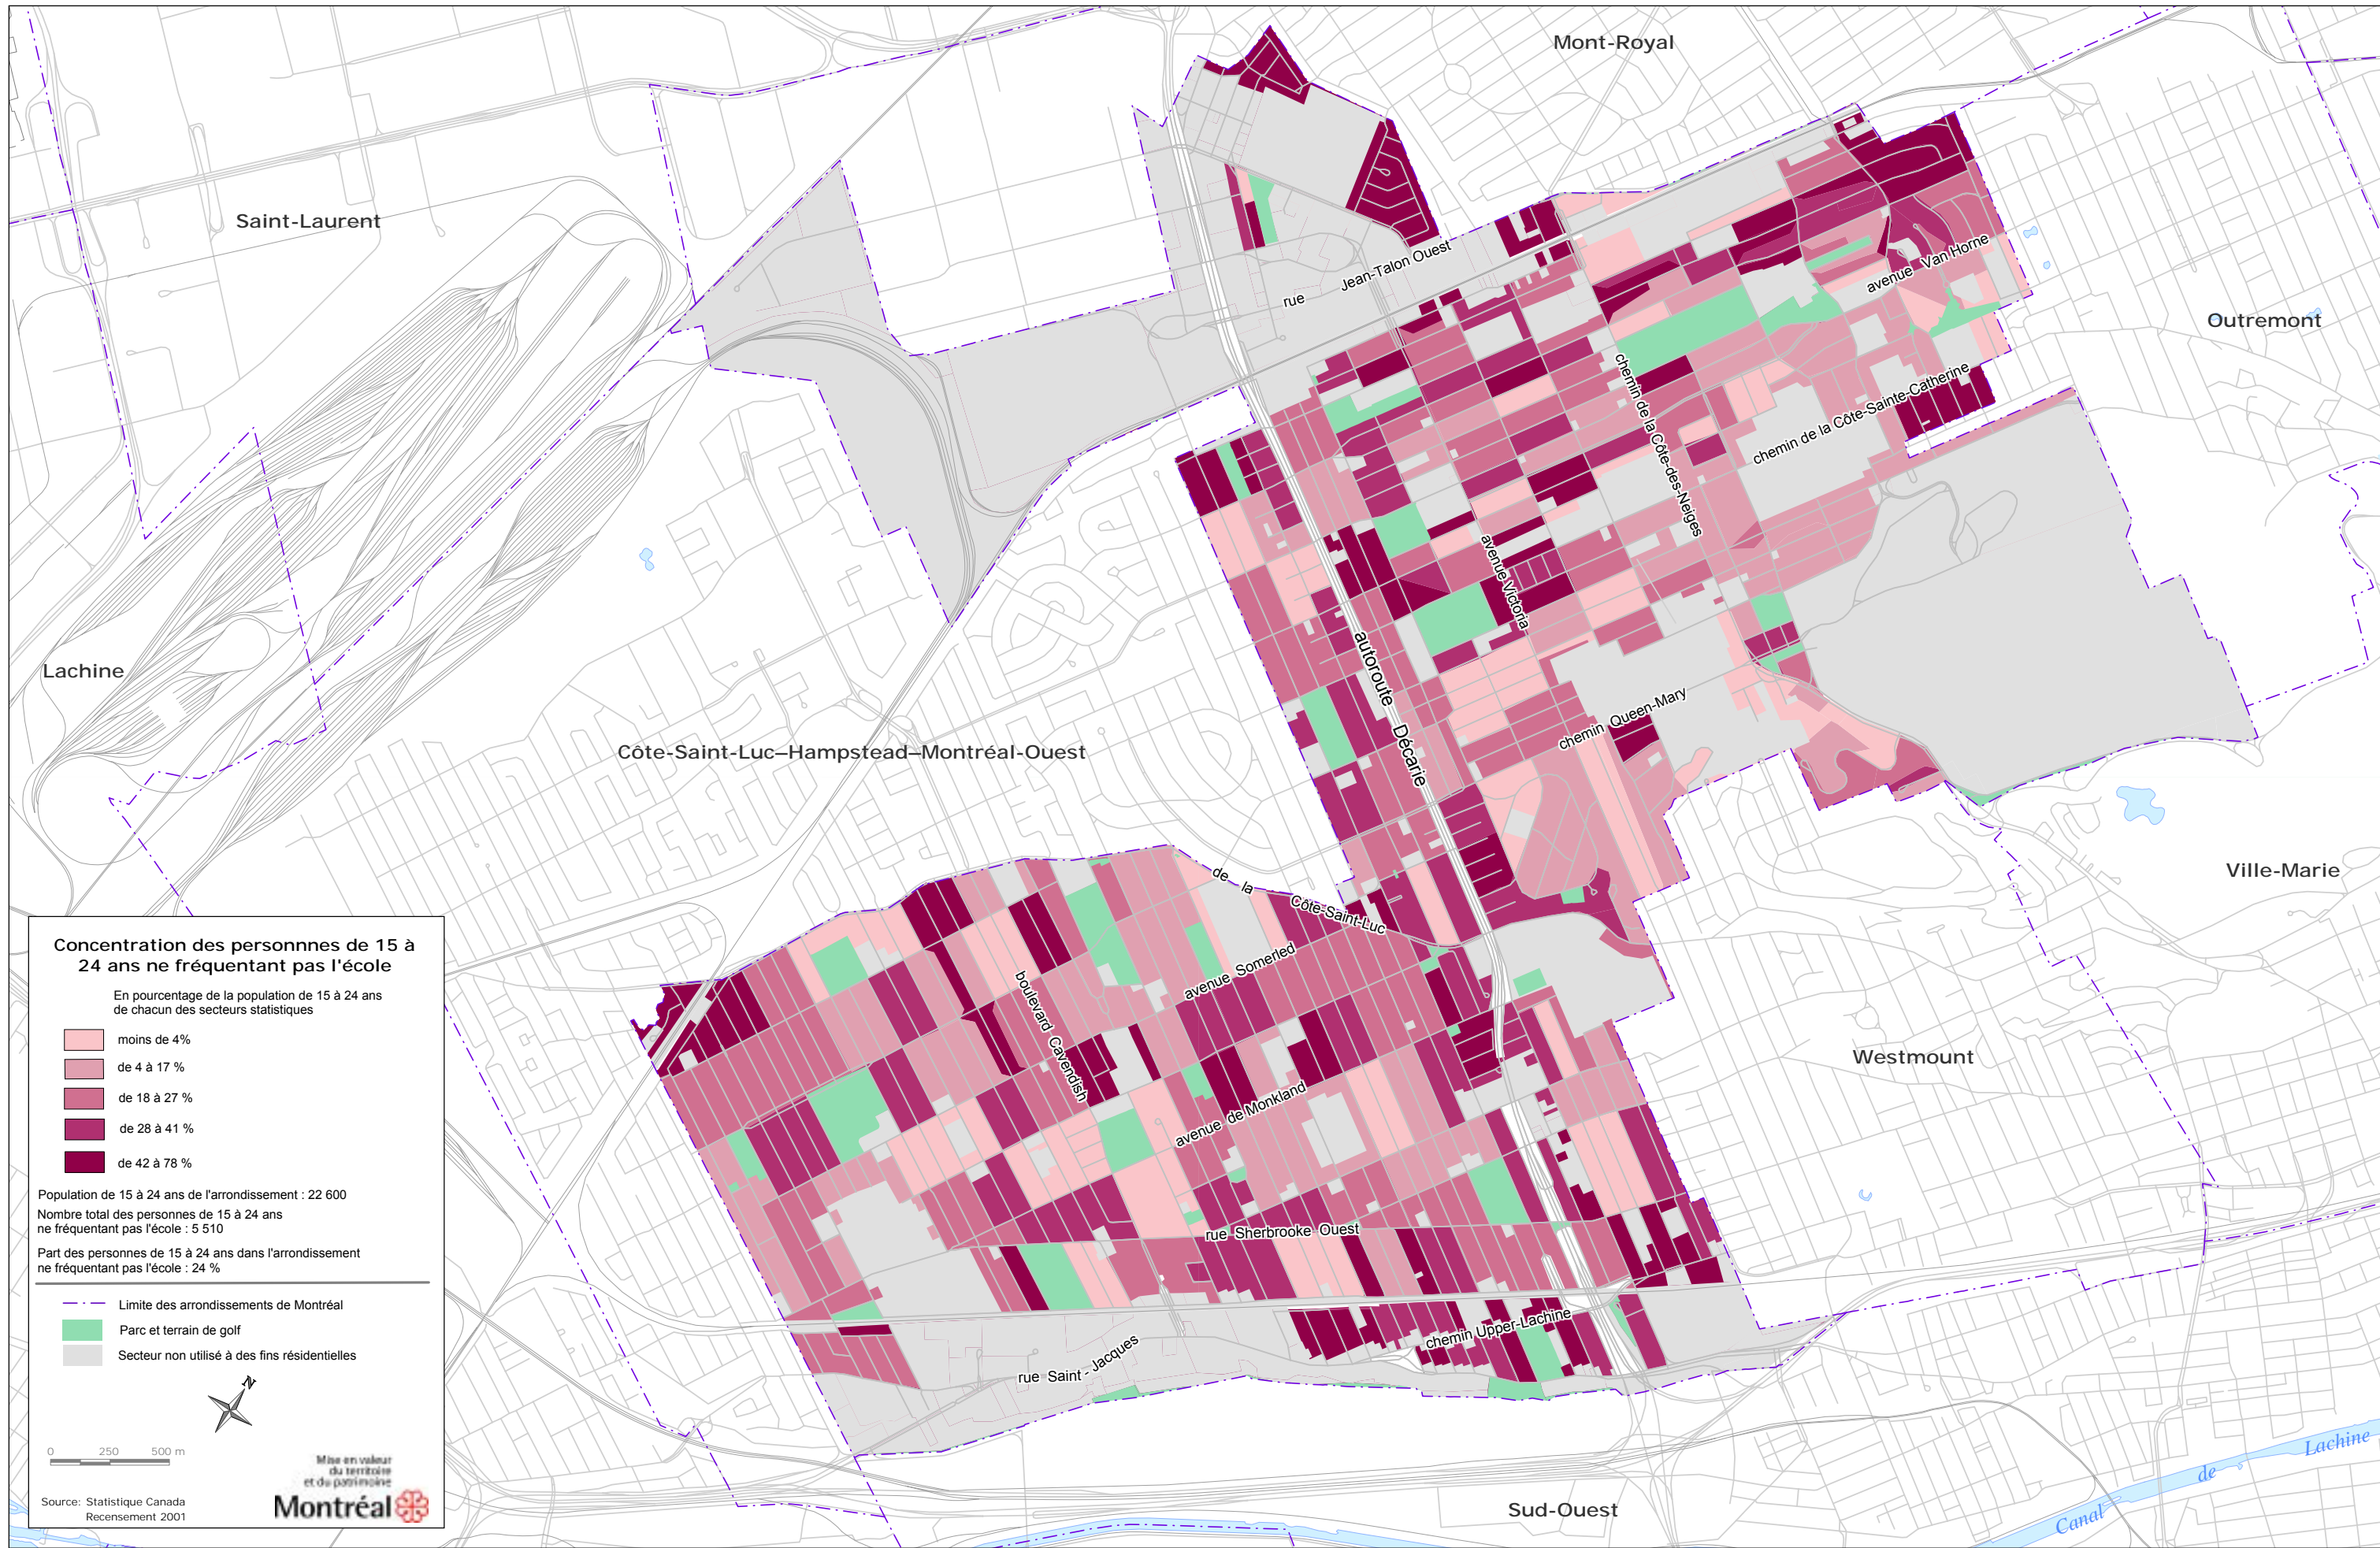 Mont-Royal
Saint-Laurent
rue Jean-Talon Ouest
avenue Van Horne
Outremont
chemin de la Côte-des-Neiges
chemin de la Côte-Sainte-Catherine
avenue Victoria
Lachine
autoroute Décarie
chemin Queen-Mary
Côte-Saint-Luc–Hampstead–Montréal-Ouest
Ville-Marie
de la Côte-Saint-Luc
avenue Somerled
boulevard Cavendish
Westmount
avenue de Monkland
rue Sherbrooke Ouest
chemin Upper-Lachine
rue Saint-Jacques
Sud-Ouest
Canal de Lachine
Concentration des personnnes de 15 à
24 ans ne fréquentant pas l'école
En pourcentage de la population de 15 à 24 ans
de chacun des secteurs statistiques
moins de 4%
de 4 à 17 %
de 18 à 27 %
de 28 à 41 %
de 42 à 78 %
Population de 15 à 24 ans de l'arrondissement : 22 600
Nombre total des personnes de 15 à 24 ans
ne fréquentant pas l'école : 5 510
Part des personnes de 15 à 24 ans dans l'arrondissement
ne fréquentant pas l'école : 24 %
Limite des arrondissements de Montréal
Parc et terrain de golf
Secteur non utilisé à des fins résidentielles
N
0 250 500 m
Mise en valeur
du territoire
et du patrimoine
Montréal
Source: Statistique Canada
Recensement 2001